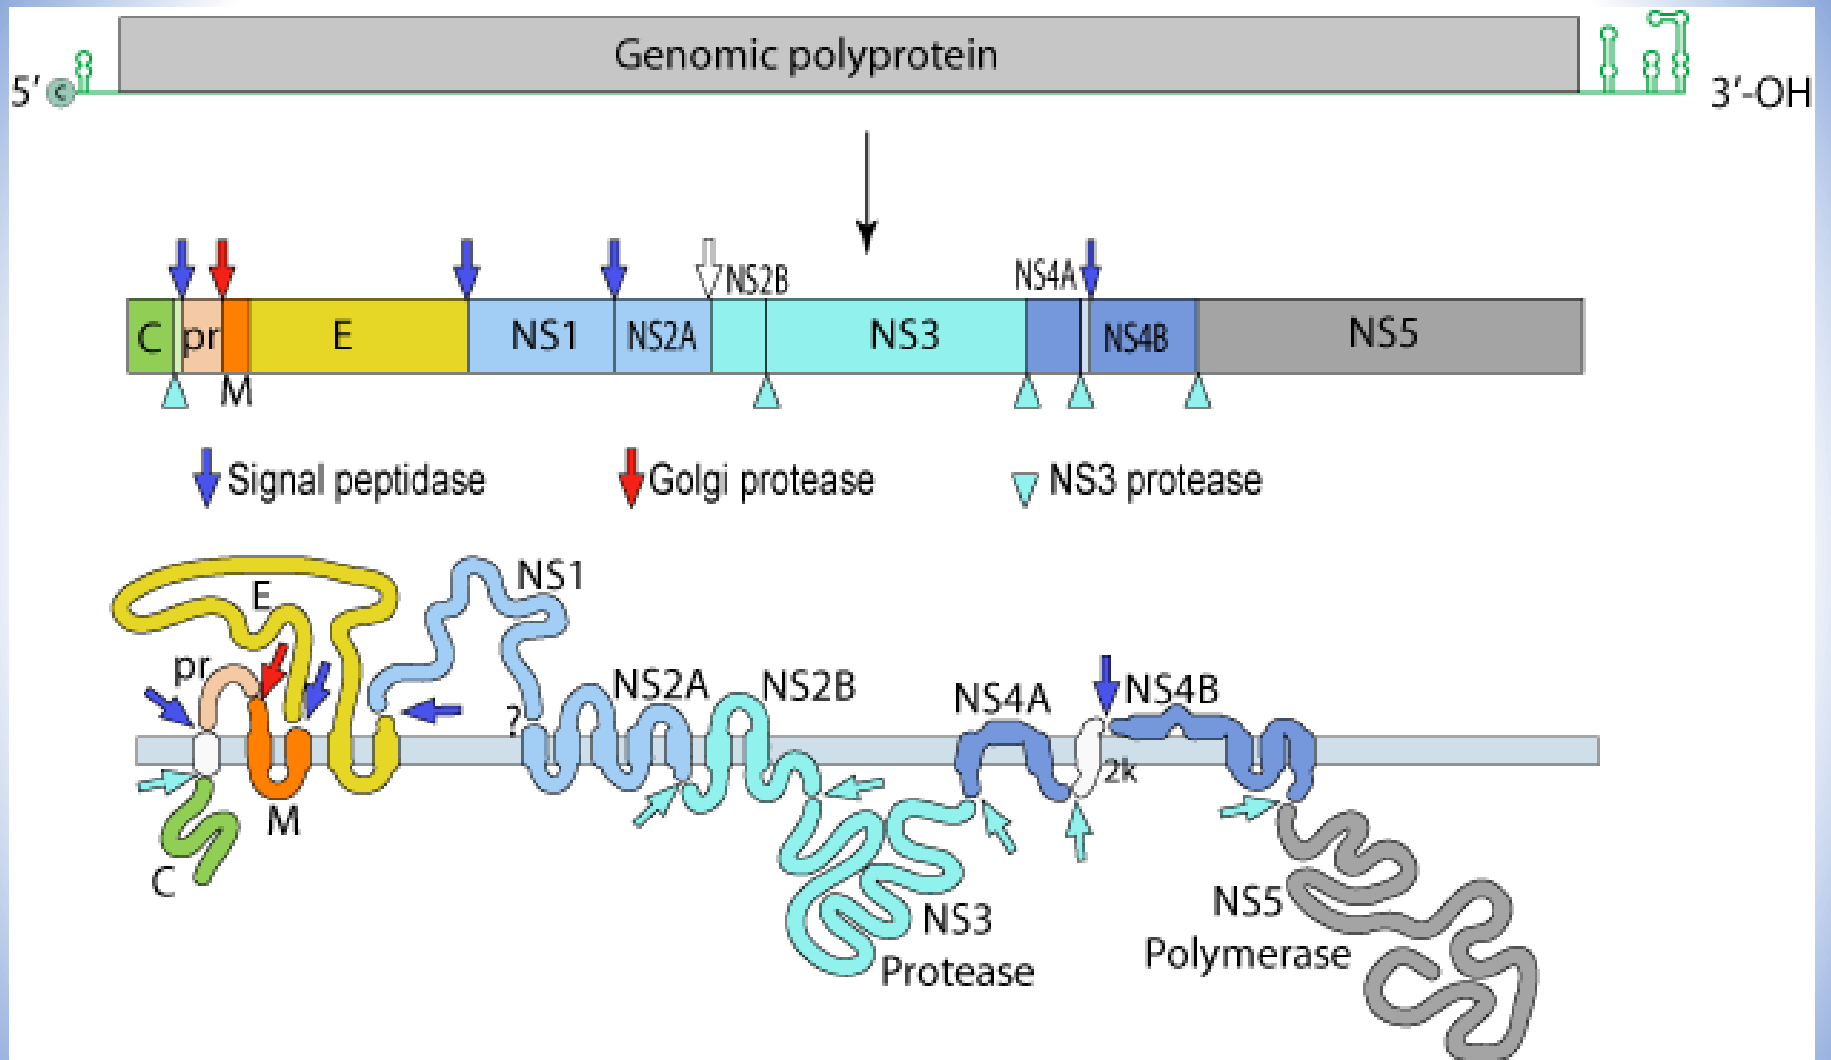 Genomic polyprotein
5′ C
3′-OH
NS2B
NS4A
C
pr
E
NS1
NS2A
NS3
NS4B
NS5
M
Signal peptidase
Golgi protease
NS3 protease
NS1
E
pr
NS2A
NS2B
NS4A
NS4B
?
2k
M
C
NS3
Protease
NS5
Polymerase